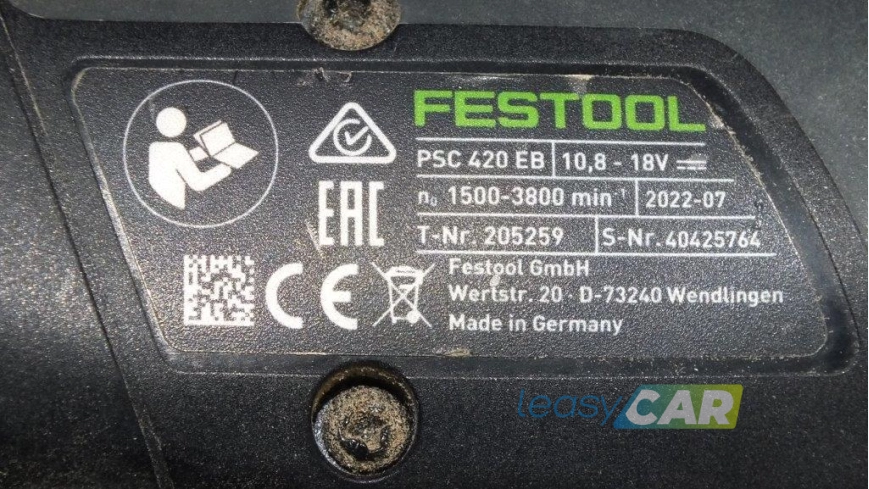 FESTOOL
PSC 420 EB 10,8 - 18V
n₀ 1500-3800 min⁻¹ 2022-07
T-Nr. 205259 S-Nr. 40425764
EAC
CE
Festool GmbH
Wertstr. 20 · D-73240 Wendlingen
Made in Germany
leasyCAR